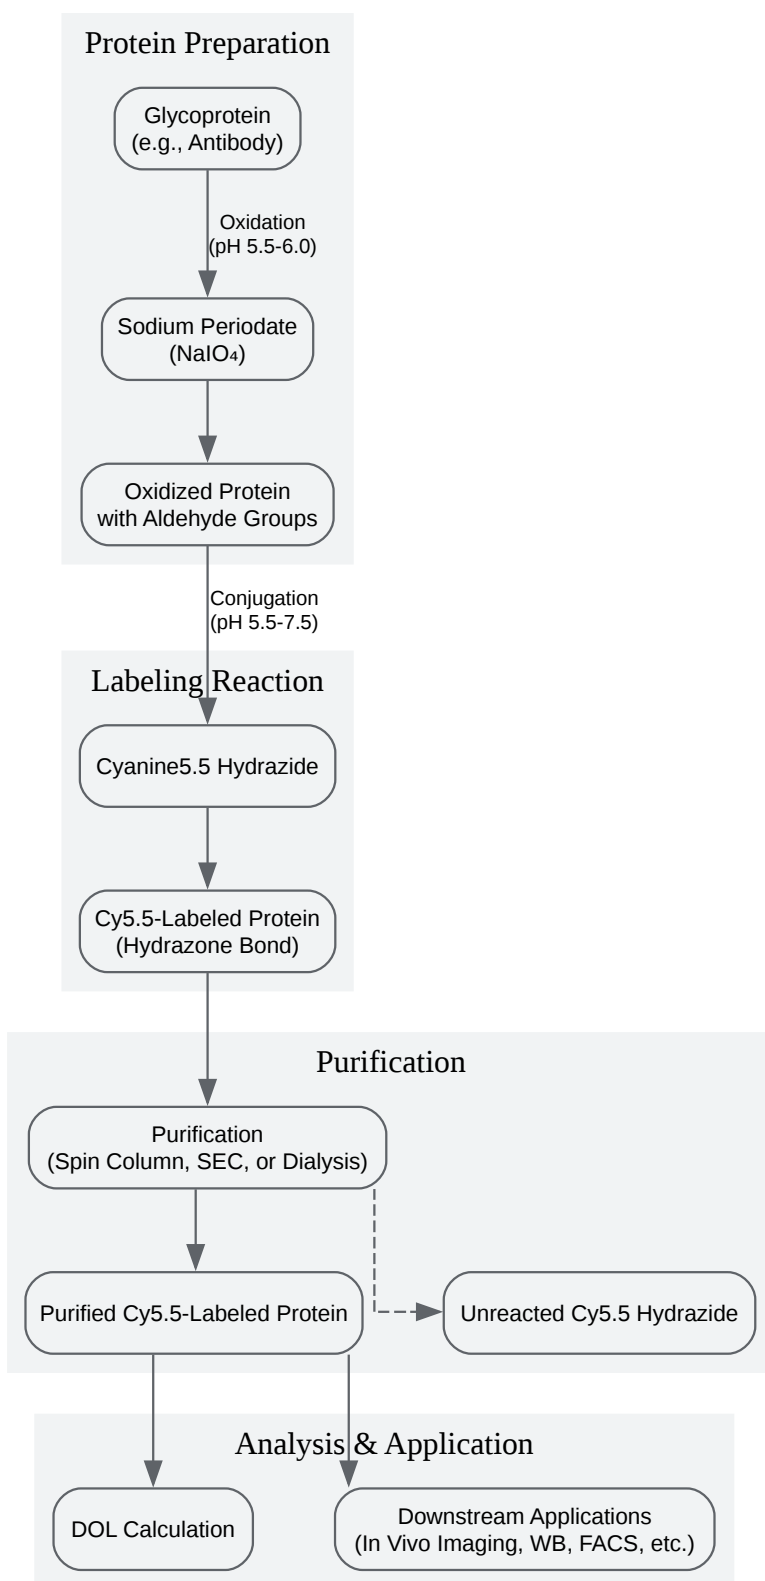 Protein Preparation
Glycoprotein
(e.g., Antibody)
Oxidation
(pH 5.5-6.0)
Sodium Periodate
(NaIO₄)
Oxidized Protein
with Aldehyde Groups
Conjugation
(pH 5.5-7.5)
Labeling Reaction
Cyanine5.5 Hydrazide
Cy5.5-Labeled Protein
(Hydrazone Bond)
Purification
Purification
(Spin Column, SEC, or Dialysis)
Purified Cy5.5-Labeled Protein
Unreacted Cy5.5 Hydrazide
Analysis & Application
DOL Calculation
Downstream Applications
(In Vivo Imaging, WB, FACS, etc.)